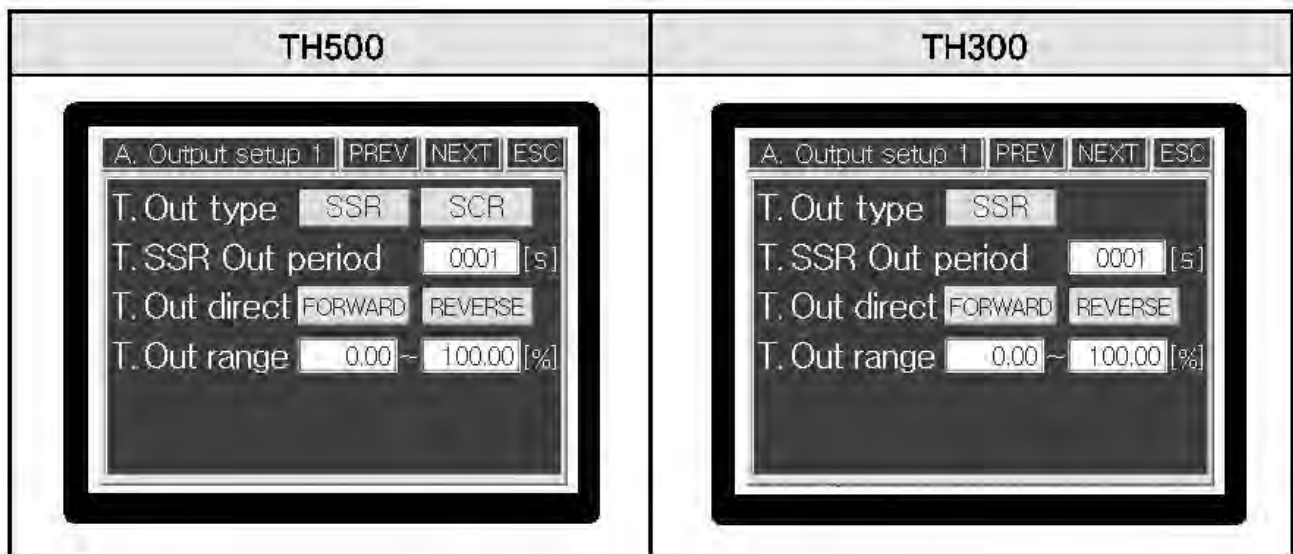 TH500
TH300
A. Output setup 1 PREV NEXT ESC
T. Out type SSR SCR
T. SSR Out period 0001 [s]
T. Out direct FORWARD REVERSE
T. Out range 0.00 ~ 100.00 [%]
A. Output setup 1 PREV NEXT ESC
T. Out type SSR
T. SSR Out period 0001 [s]
T. Out direct FORWARD REVERSE
T. Out range 0.00 ~ 100.00 [%]